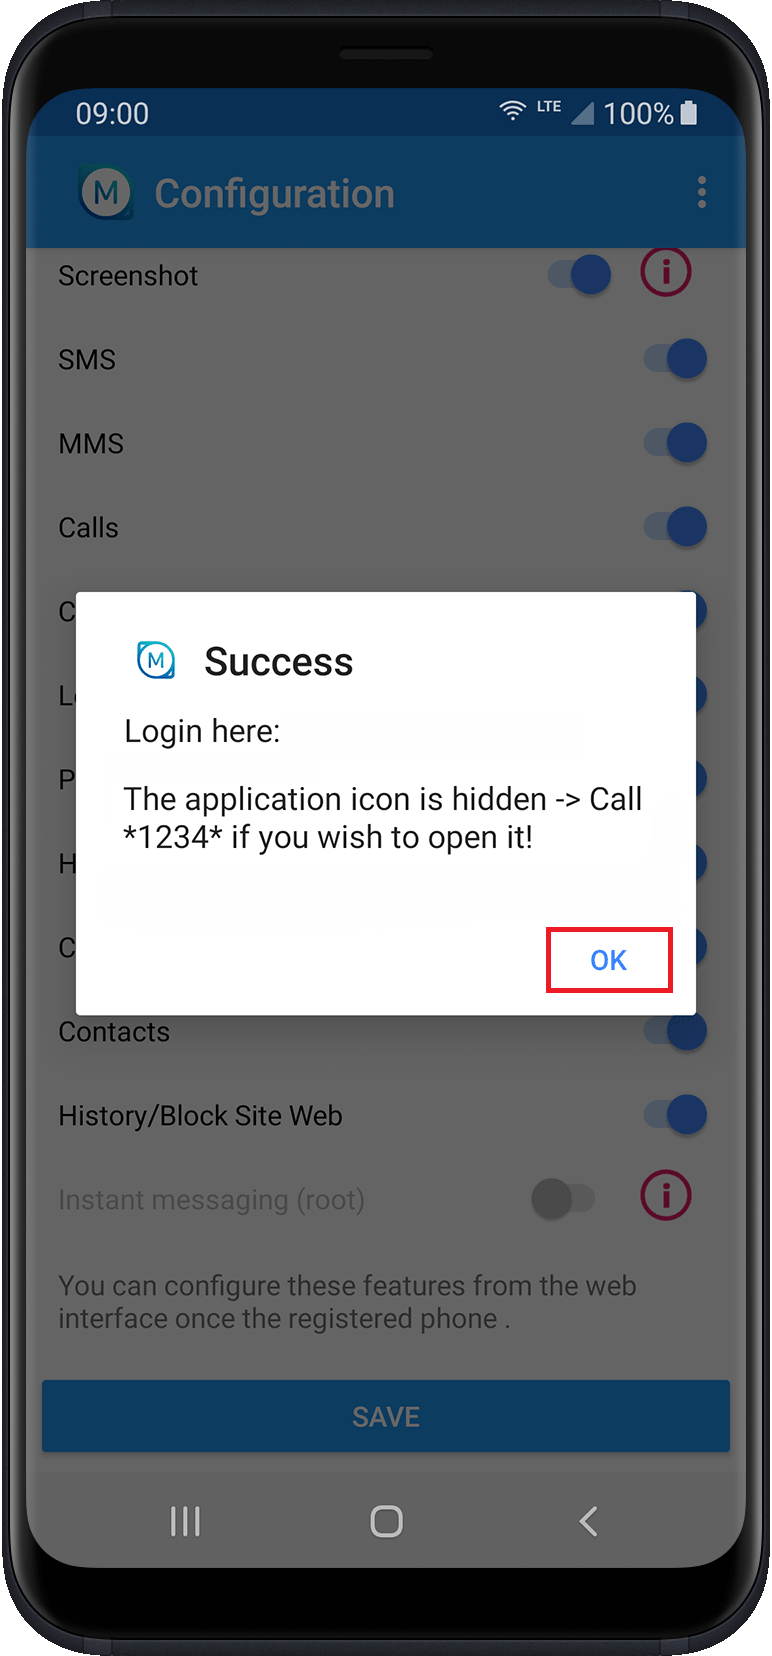 09:00 LTE 100%
M Configuration
Screenshot i
SMS
MMS
Calls
C
M Success
L
Login here:
P
The application icon is hidden -> Call
*1234* if you wish to open it!
H
C
OK
Contacts
History/Block Site Web
Instant messaging (root) i
You can configure these features from the web
interface once the registered phone .
SAVE